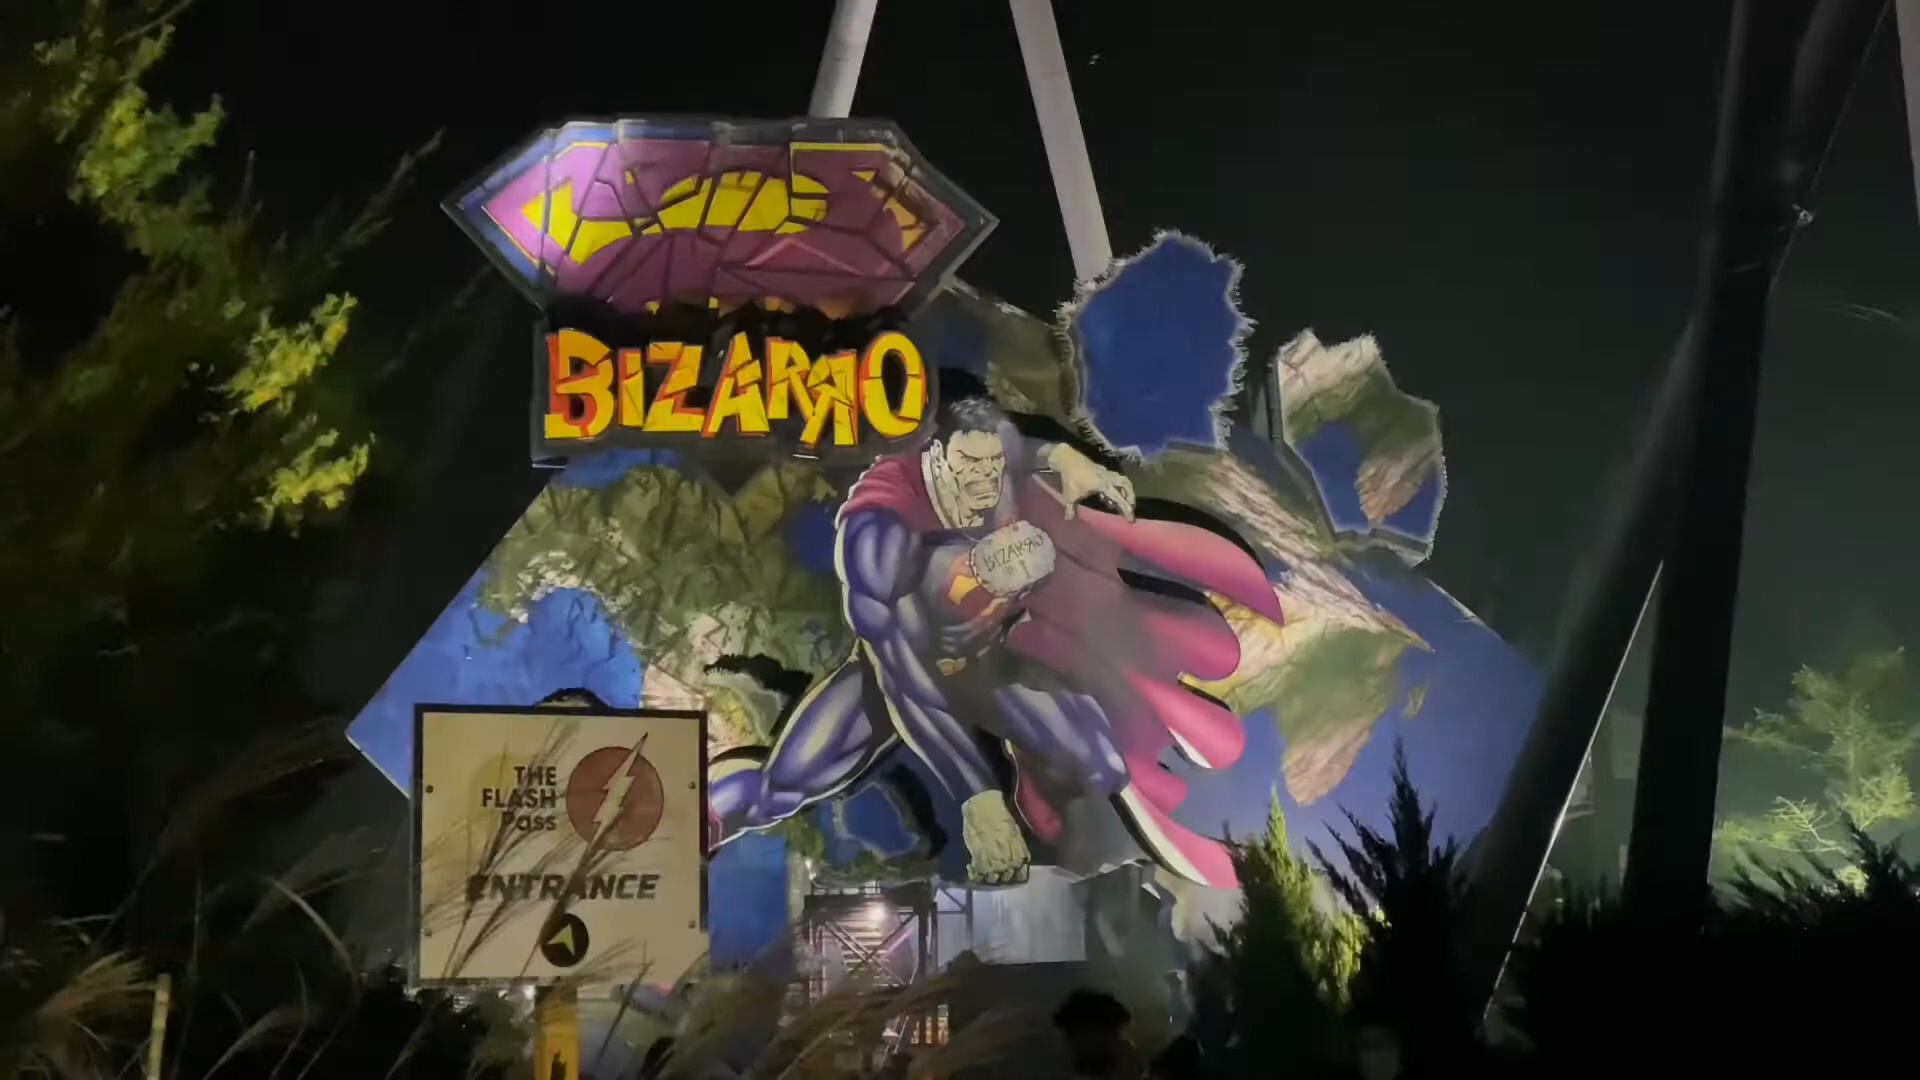 BIZARRO
BIZARRO
#1
THE
FLASH
Pass
ENTRANCE